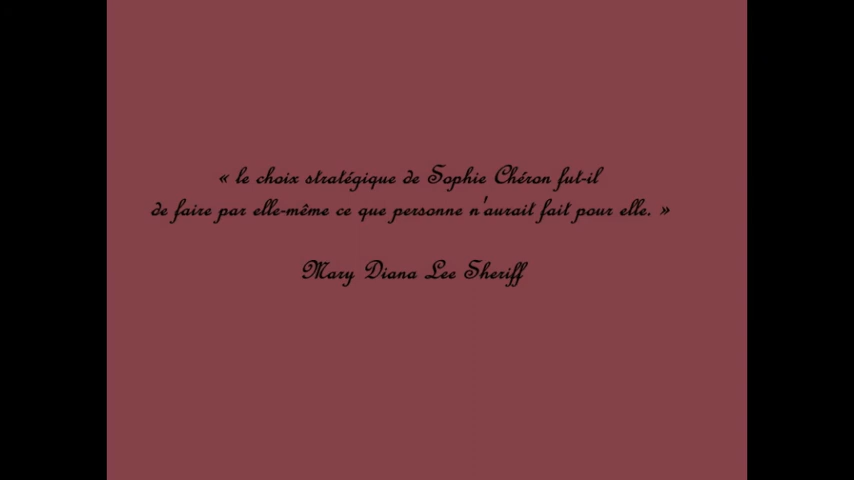 « le choix stratégique de Sophie Chéron fut-il
de faire par elle-même ce que personne n'aurait fait pour elle. »
Mary Diana Lee Sheriff